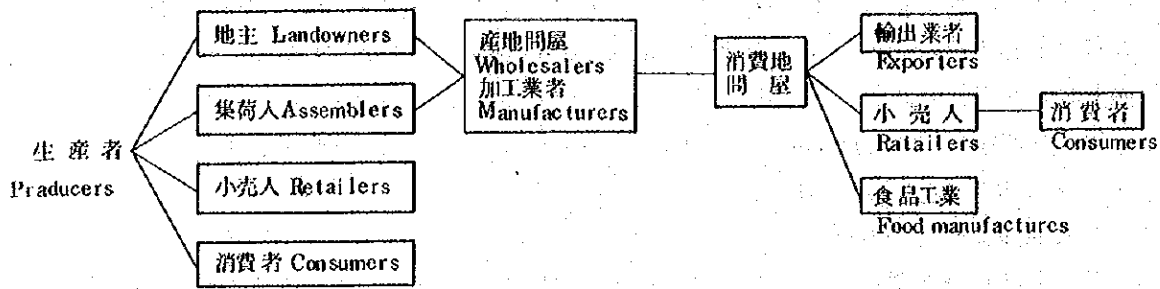 生産者
Praducers
地主 Landowners
集荷人 Assemblers
小売人 Retailers
消費者 Consumers
産地問屋
Wholesalers
加工業者
Manufacturers
消費地
問屋
輸出業者
Exporters
小売人
Ratailers
食品工業
Food manufactures
消費者
Consumers